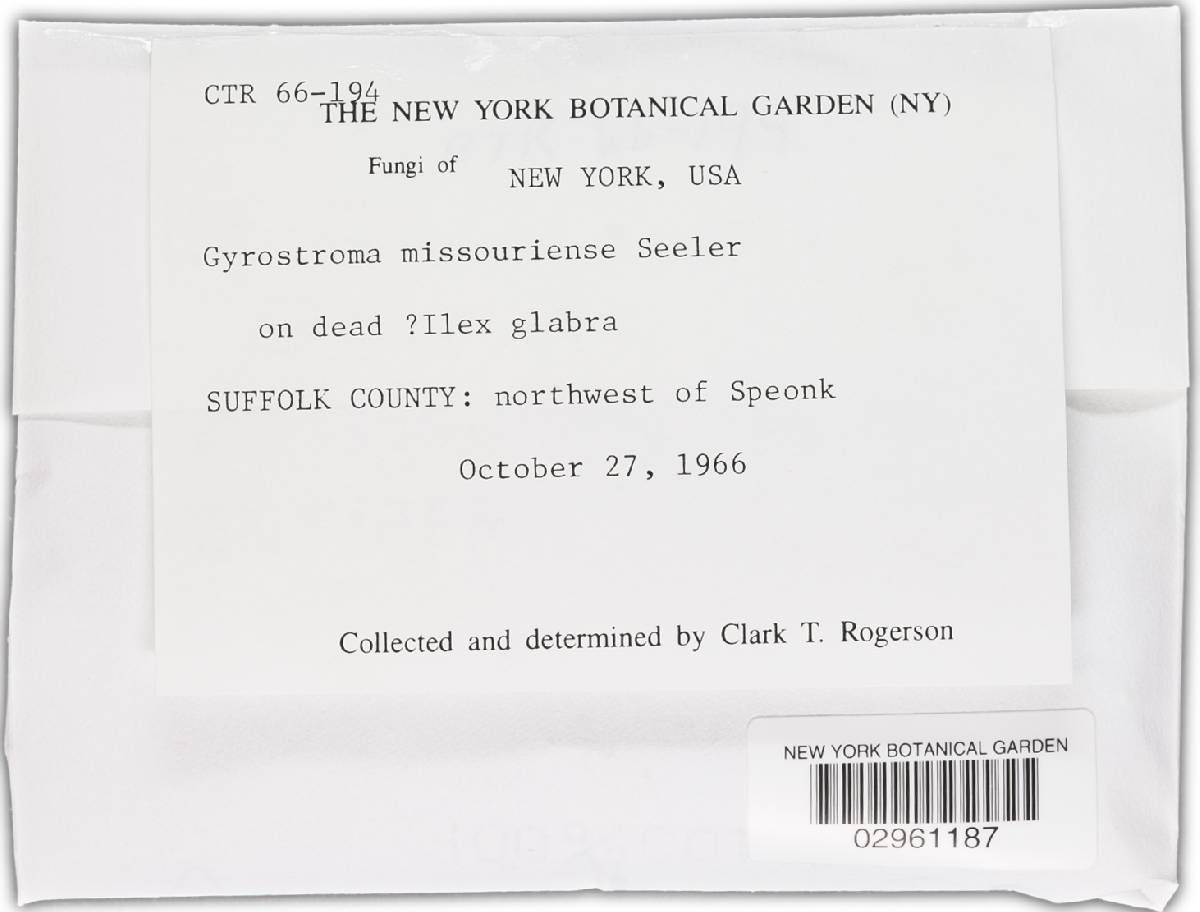 CTR 66-194
THE NEW YORK BOTANICAL GARDEN (NY)
Fungi of NEW YORK, USA
Gyrostroma missouriense Seeler
on dead ?Ilex glabra
SUFFOLK COUNTY: northwest of Speonk
October 27, 1966
Collected and determined by Clark T. Rogerson
NEW YORK BOTANICAL GARDEN
02961187